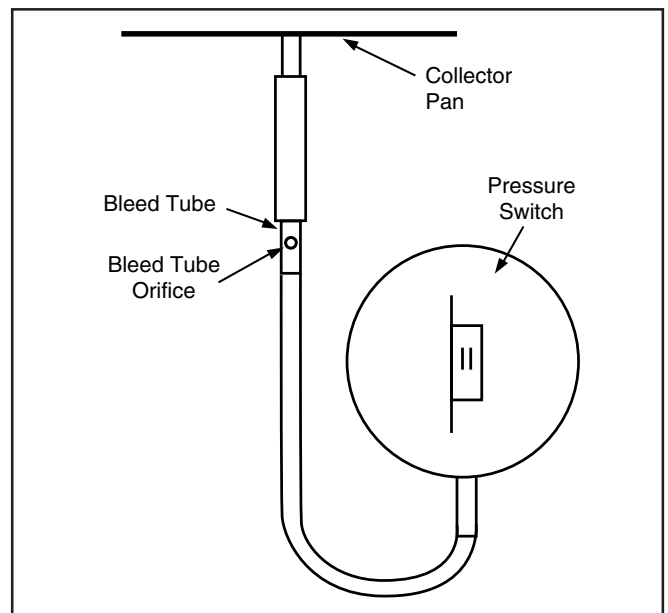 Collector
Pan
Pressure
Switch
Bleed Tube
Bleed Tube
Orifice